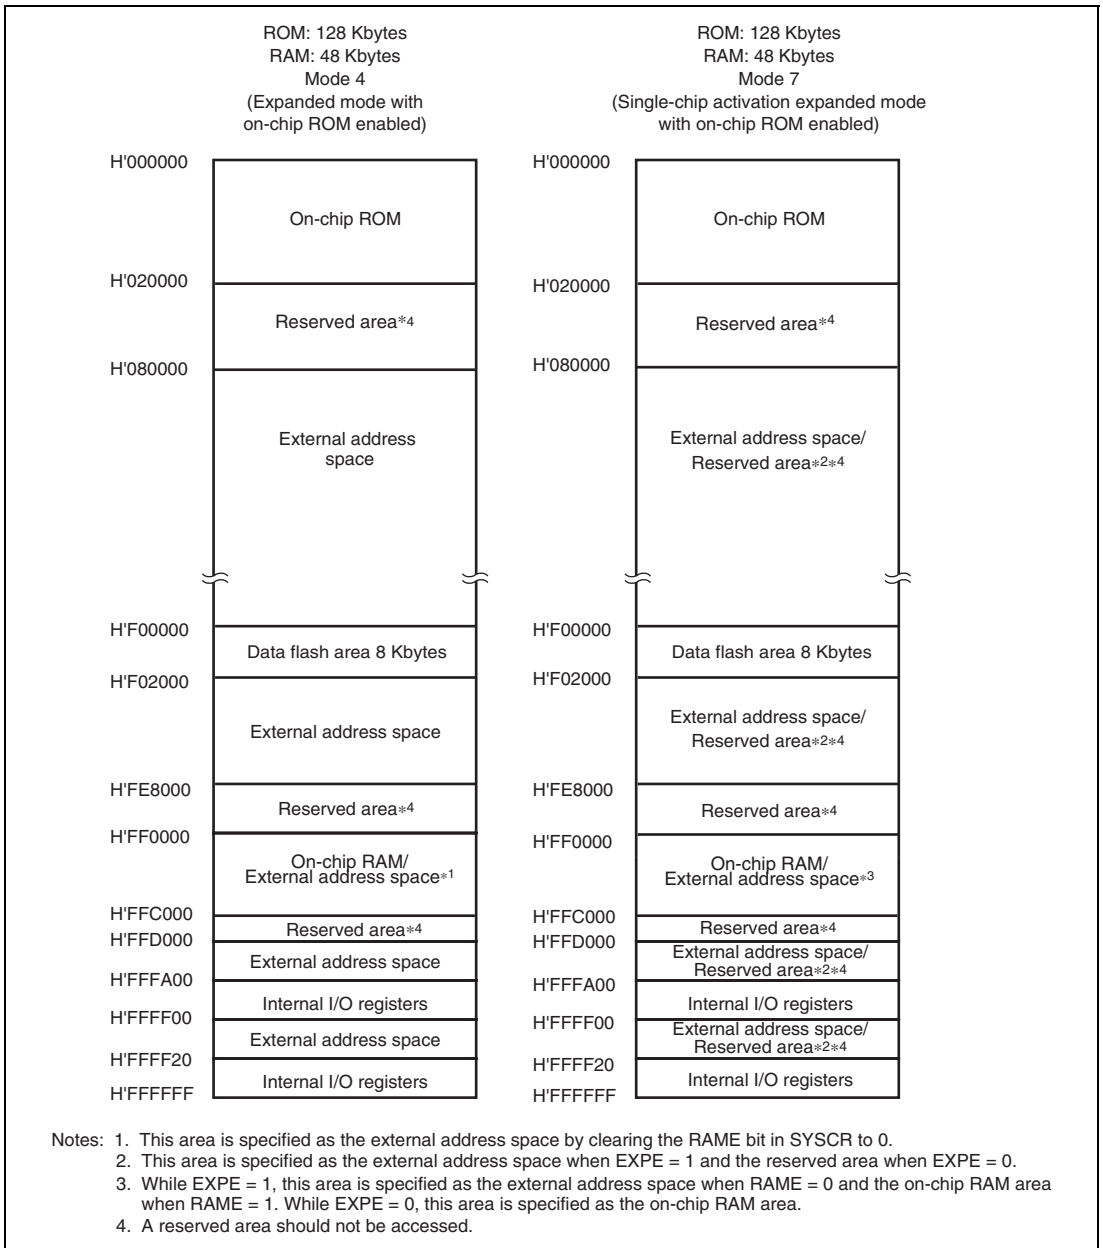 ROM: 128 Kbytes
RAM: 48 Kbytes
Mode 4
(Expanded mode with
on-chip ROM enabled)
H'000000
On-chip ROM
H'020000
Reserved area*4
H'080000
External address
space
H'F00000
Data flash area 8 Kbytes
H'F02000
External address space
H'FE8000
Reserved area*4
H'FF0000
On-chip RAM/
External address space*1
H'FFC000
Reserved area*4
H'FFD000
External address space
H'FFFA00
Internal I/O registers
H'FFFF00
External address space
H'FFFF20
Internal I/O registers
H'FFFFFF
ROM: 128 Kbytes
RAM: 48 Kbytes
Mode 7
(Single-chip activation expanded mode
with on-chip ROM enabled)
H'000000
On-chip ROM
H'020000
Reserved area*4
H'080000
External address space/
Reserved area*2*4
H'F00000
Data flash area 8 Kbytes
H'F02000
External address space/
Reserved area*2*4
H'FE8000
Reserved area*4
H'FF0000
On-chip RAM/
External address space*3
H'FFC000
Reserved area*4
H'FFD000
External address space/
Reserved area*2*4
H'FFFA00
Internal I/O registers
H'FFFF00
External address space/
Reserved area*2*4
H'FFFF20
Internal I/O registers
H'FFFFFF
Notes: 1. This area is specified as the external address space by clearing the RAME bit in SYSCR to 0.
2. This area is specified as the external address space when EXPE = 1 and the reserved area when EXPE = 0.
3. While EXPE = 1, this area is specified as the external address space when RAME = 0 and the on-chip RAM area
when RAME = 1. While EXPE = 0, this area is specified as the on-chip RAM area.
4. A reserved area should not be accessed.